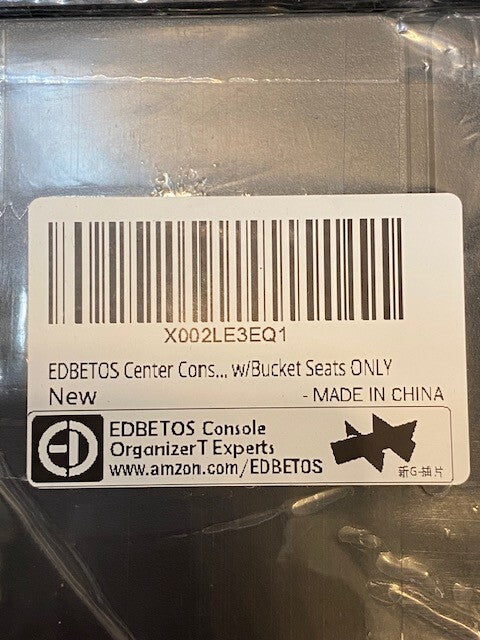 X002LE3EQ1
EDBETOS Center Cons... w/Bucket Seats ONLY
New
- MADE IN CHINA
EDBETOS Console
OrganizerT Experts
www.amzon.com/EDBETOS
新G-插片